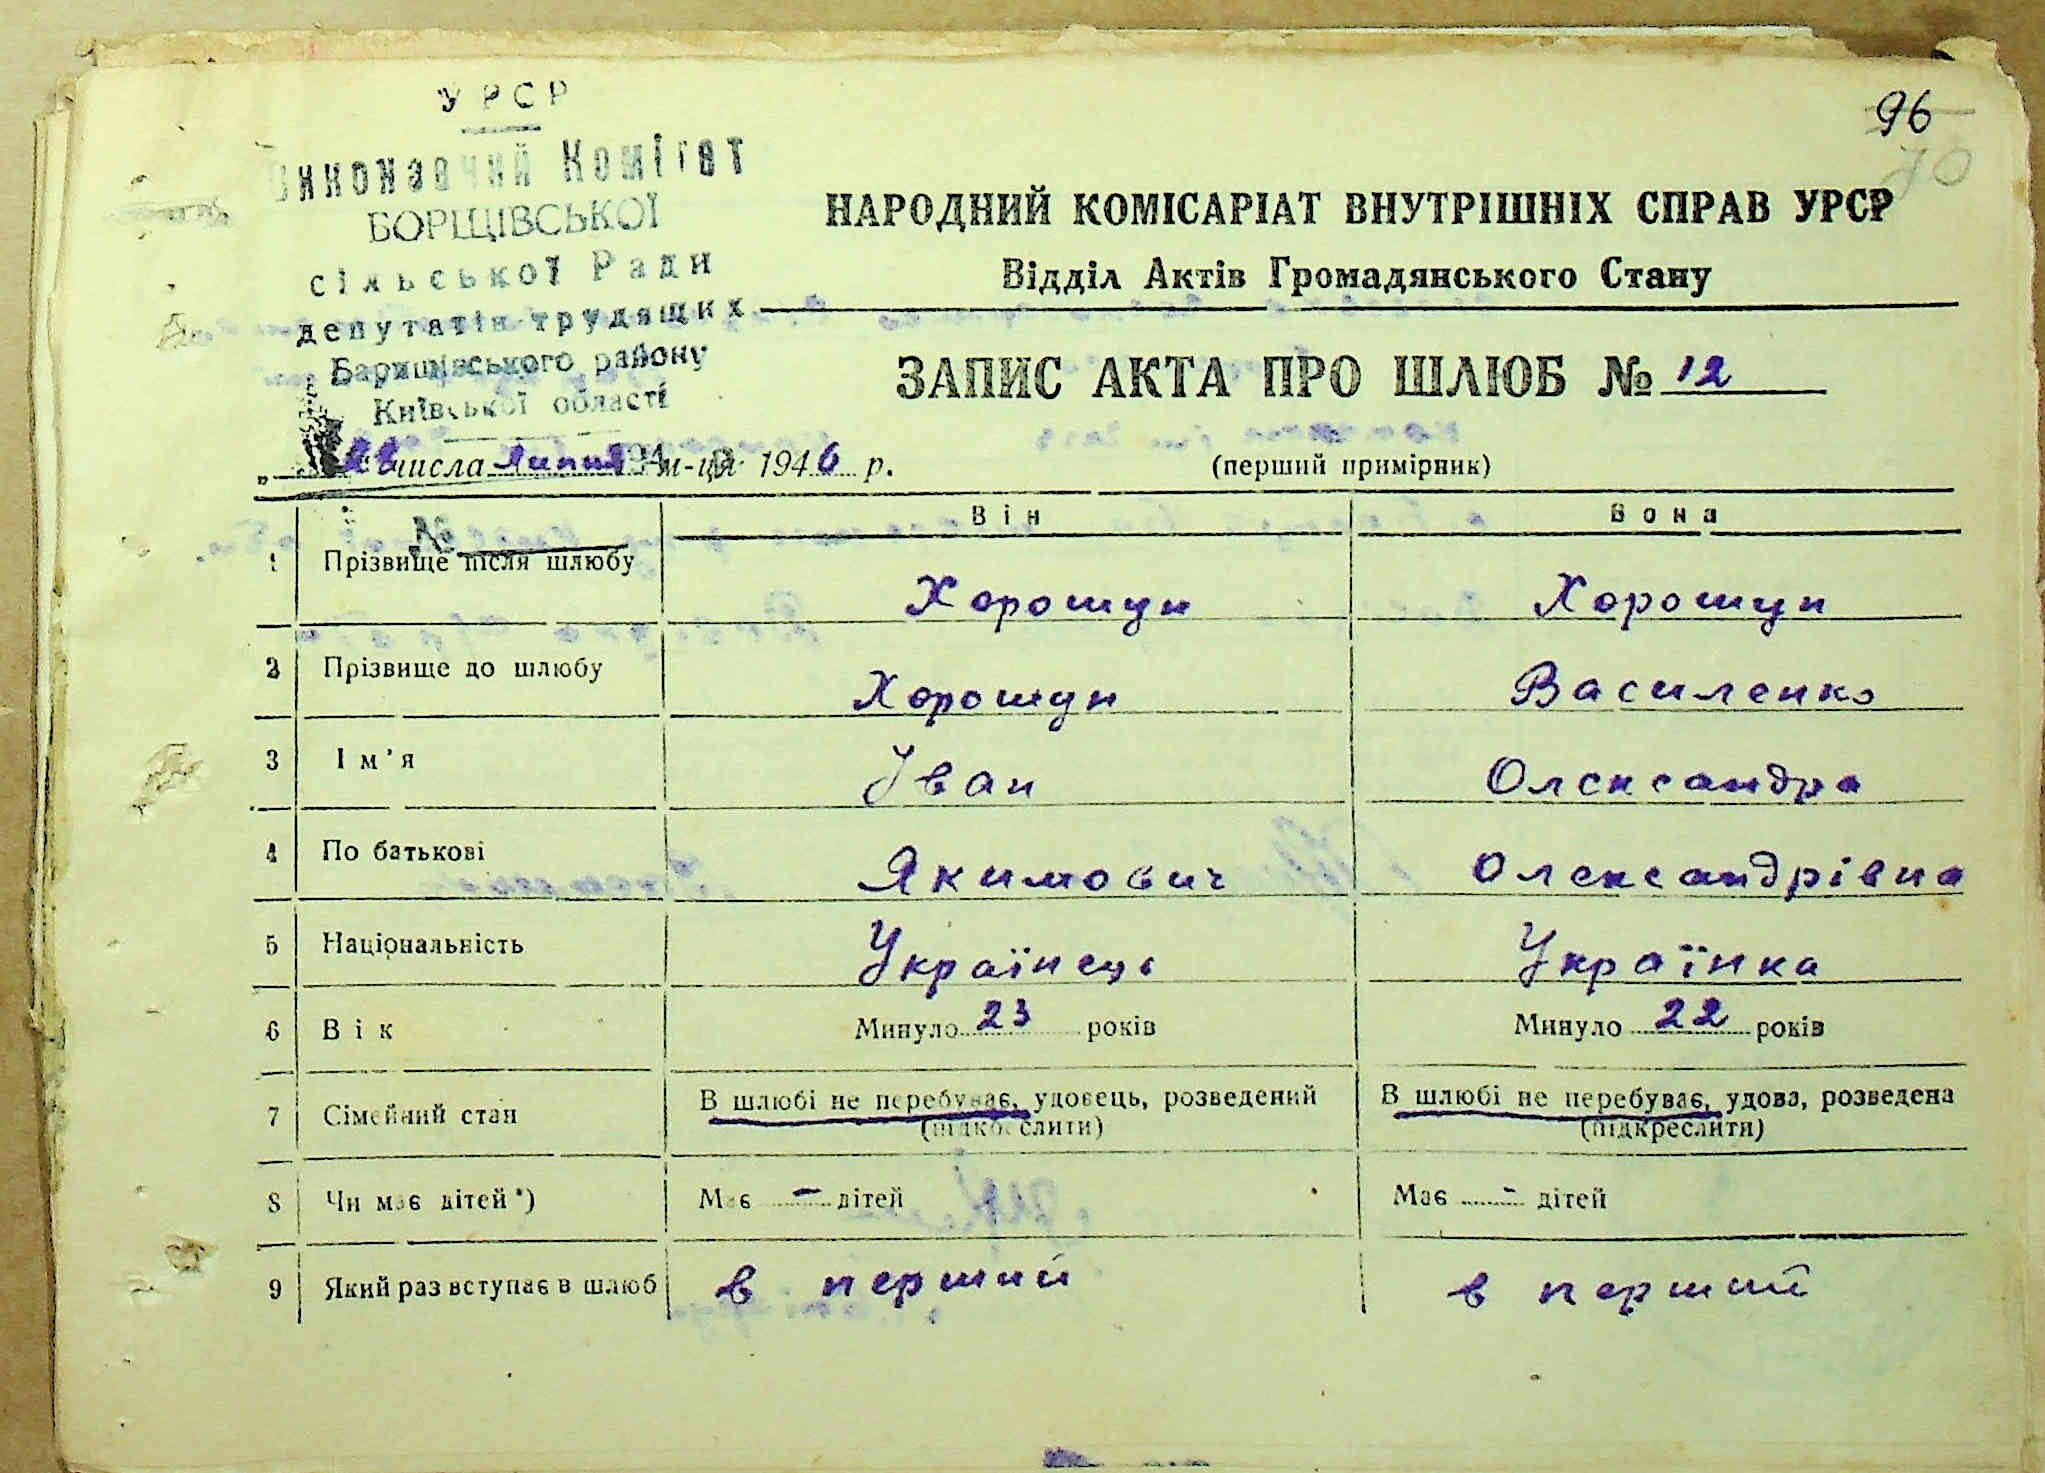 УРСР
Виконавчий Комітет
БОРЩІВСЬКОЇ
сільської Ради
депутатів трудящих
Баришівського району
Київської області
96
70
НАРОДНИЙ КОМІСАРІАТ ВНУТРІШНІХ СПРАВ УРСР
Відділ Актів Громадянського Стану
ЗАПИС АКТА ПРО ШЛЮБ № 12
„ числа липня м-ця 1946 р.
(перший примірник)
№
Він Вона
1 Прізвище після шлюбу Хорошун Хорошун
2 Прізвище до шлюбу Хорошун Василенко
3 Ім'я Іван Олександра
4 По батькові Якимович Олександрівна
5 Національність Українець Українка
6 Вік Минуло 23 років Минуло 22 років
7 Сімейний стан В шлюбі не перебуває, удовець, розведений В шлюбі не перебуває, удова, розведена
(підкреслити) (підкреслити)
8 Чи має дітей*) Має - дітей Має - дітей
9 Який раз вступає в шлюб в перший в перший